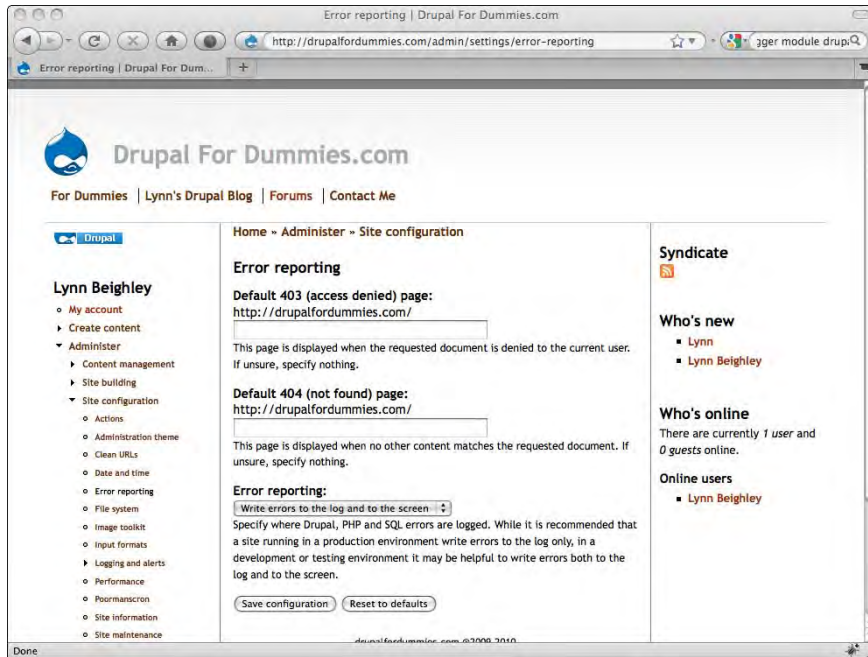 Error reporting | Drupal For Dummies.com
http://drupalfordummies.com/admin/settings/error-reporting
ager module drupa
Error reporting | Drupal For Dum...
+
Drupal For Dummies.com
For Dummies | Lynn's Drupal Blog | Forums | Contact Me
Drupal
Lynn Beighley
My account
Create content
Administer
Content management
Site building
Site configuration
Actions
Administration theme
Clean URLs
Date and time
Error reporting
File system
Image toolkit
Input formats
Logging and alerts
Performance
Poormanscron
Site information
Site maintenance
Home » Administer » Site configuration
Error reporting
Default 403 (access denied) page:
http://drupalfordummies.com/
This page is displayed when the requested document is denied to the current user.
If unsure, specify nothing.
Default 404 (not found) page:
http://drupalfordummies.com/
This page is displayed when no other content matches the requested document. If
unsure, specify nothing.
Error reporting:
Write errors to the log and to the screen
Specify where Drupal, PHP and SQL errors are logged. While it is recommended that
a site running in a production environment write errors to the log only, in a
development or testing environment it may be helpful to write errors both to the
log and to the screen.
Save configuration
Reset to defaults
drupalfordummies.com ©2009-2010
Syndicate
Who's new
Lynn
Lynn Beighley
Who's online
There are currently 1 user and
0 guests online.
Online users
Lynn Beighley
Done